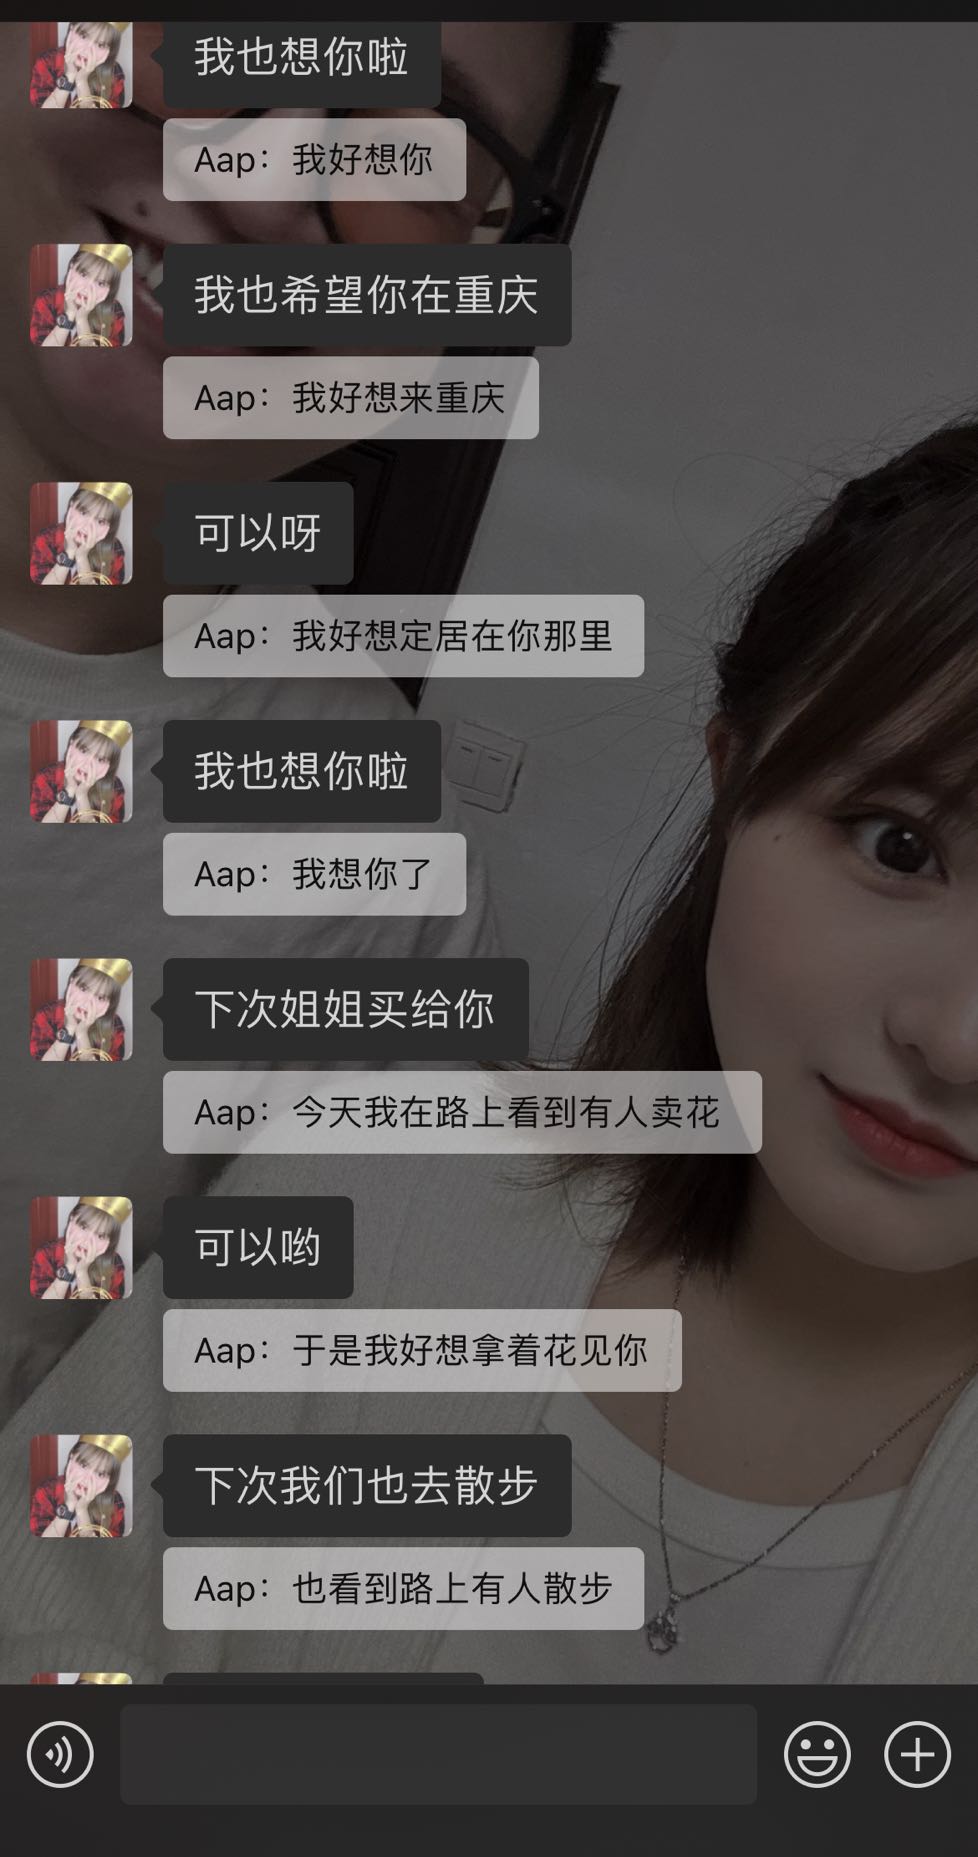 我也想你啦
Aap：我好想你
我也希望你在重庆
Aap：我好想来重庆
可以呀
Aap：我好想定居在你那里
我也想你啦
Aap：我想你了
下次姐姐买给你
Aap：今天我在路上看到有人卖花
可以哟
Aap：于是我好想拿着花见你
下次我们也去散步
Aap：也看到路上有人散步